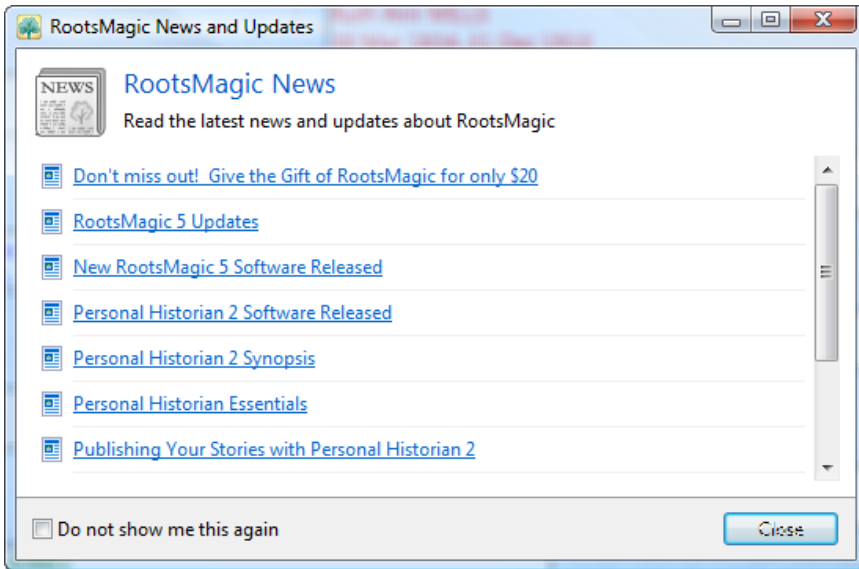 RootsMagic News and Updates
NEWS
RootsMagic News
Read the latest news and updates about RootsMagic
Don't miss out!  Give the Gift of RootsMagic for only $20
RootsMagic 5 Updates
New RootsMagic 5 Software Released
Personal Historian 2 Software Released
Personal Historian 2 Synopsis
Personal Historian Essentials
Publishing Your Stories with Personal Historian 2
Do not show me this again
Close